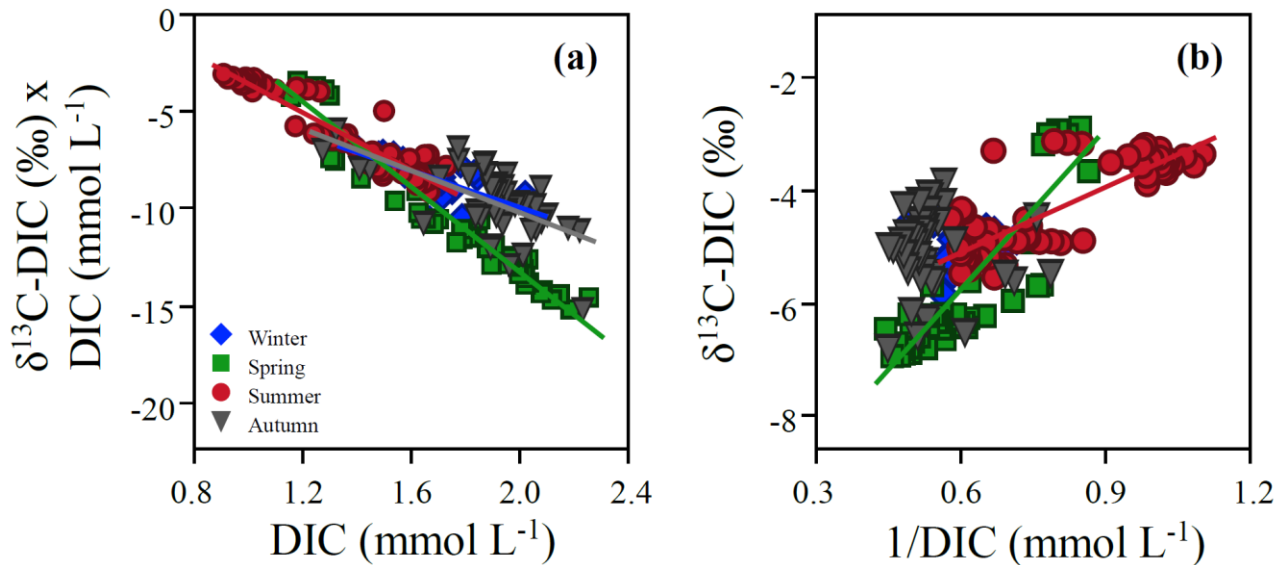 δ¹³C-DIC (‰) x
DIC (mmol L⁻¹)
0
-5
-10
-15
-20
(a)
Winter
Spring
Summer
Autumn
0.8 1.2 1.6 2.0 2.4
DIC (mmol L⁻¹)
δ¹³C-DIC (‰)
-2
-4
-6
-8
(b)
0.3 0.6 0.9 1.2
1/DIC (mmol L⁻¹)